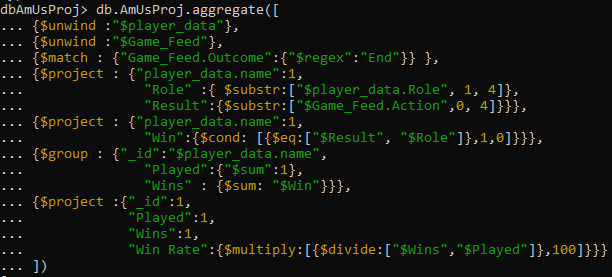 dbAmUsProj> db.AmUsProj.aggregate([
... {$unwind :"$player_data"},
... {$unwind :"$Game_Feed"},
... {$match : {"Game_Feed.Outcome":{"$regex":"End"}} },
... {$project : {"player_data.name":1,
...              "Role" :{ $substr:["$player_data.Role", 1, 4]},
...              "Result":{$substr:["$Game_Feed.Action",0, 4]}}},
... {$project : {"player_data.name":1,
...              "Win":{$cond: [{$eq:["$Result", "$Role"]},1,0]}}},
... {$group : {"_id":"$player_data.name",
...              "Played":{"$sum":1},
...              "Wins" : {$sum: "$Win"}}},
... {$project :{"_id":1,
...              "Played":1,
...              "Wins":1,
...              "Win Rate":{$multiply:[{$divide:["$Wins","$Played"]},100]}}}
... ])